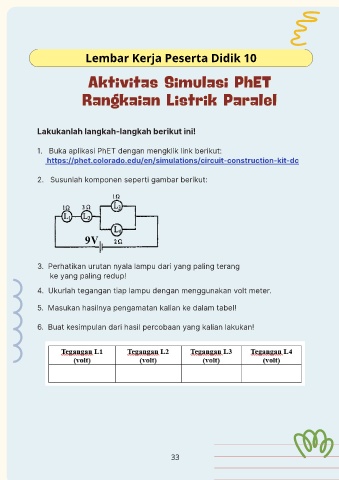 Lembar Kerja Peserta Didik 10
Aktivitas Simulasi PhET
Rangkaian Listrik Paralel
Lakukanlah langkah-langkah berikut ini!
1. Buka aplikasi PhET dengan mengklik link berikut:
https://phet.colorado.edu/en/simulations/circuit-construction-kit-dc
2. Susunlah komponen seperti gambar berikut:
1Ω
1Ω 3Ω L3
L1 L2
L4
9V 2Ω
3. Perhatikan urutan nyala lampu dari yang paling terang
ke yang paling redup!
4. Ukurlah tegangan tiap lampu dengan menggunakan volt meter.
5. Masukan hasilnya pengamatan kalian ke dalam tabel!
6. Buat kesimpulan dari hasil percobaan yang kalian lakukan!
Tegangan L1 Tegangan L2 Tegangan L3 Tegangan L4
(volt) (volt) (volt) (volt)
33